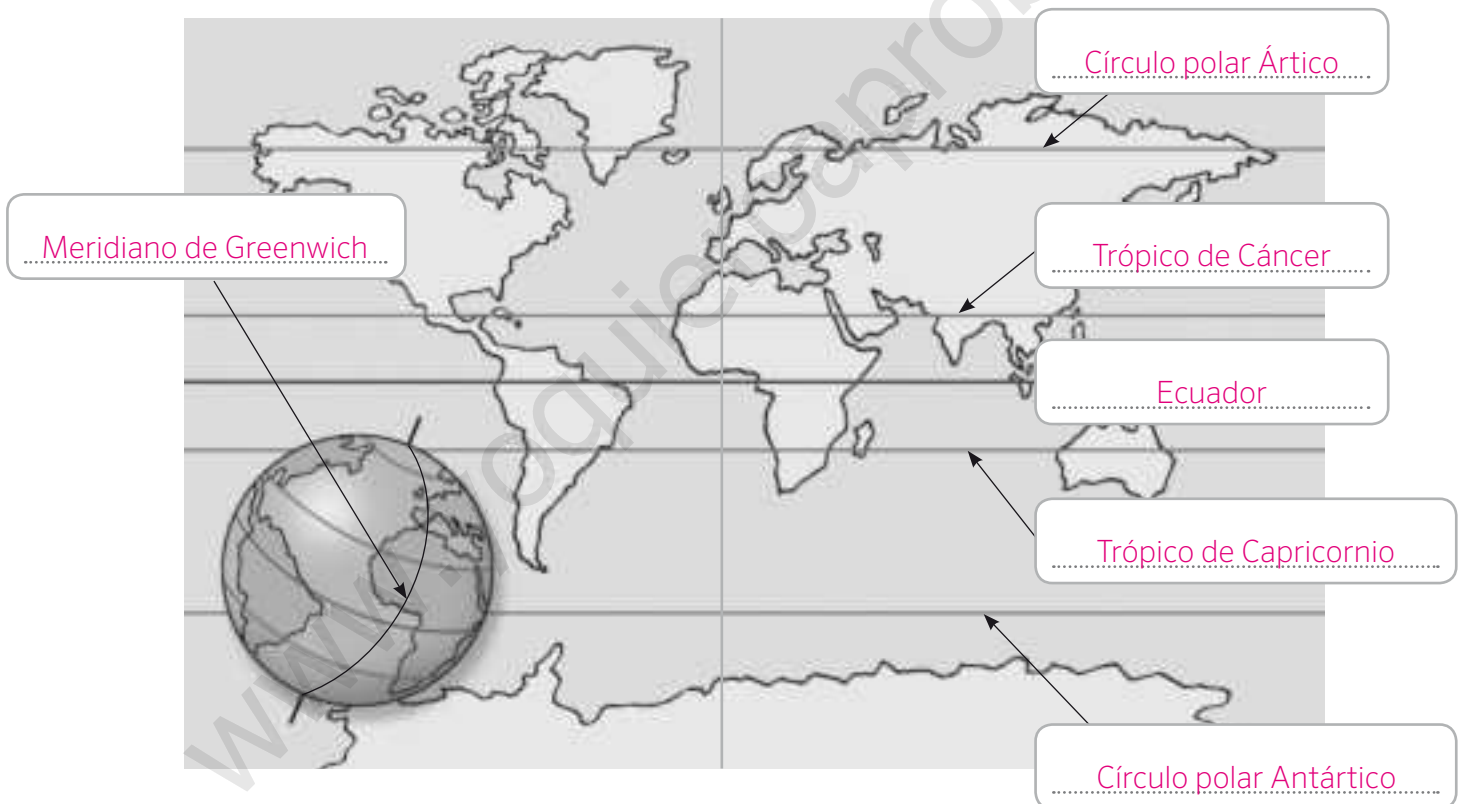 Círculo polar Ártico
Meridiano de Greenwich
Trópico de Cáncer
Ecuador
Trópico de Capricornio
Círculo polar Antártico